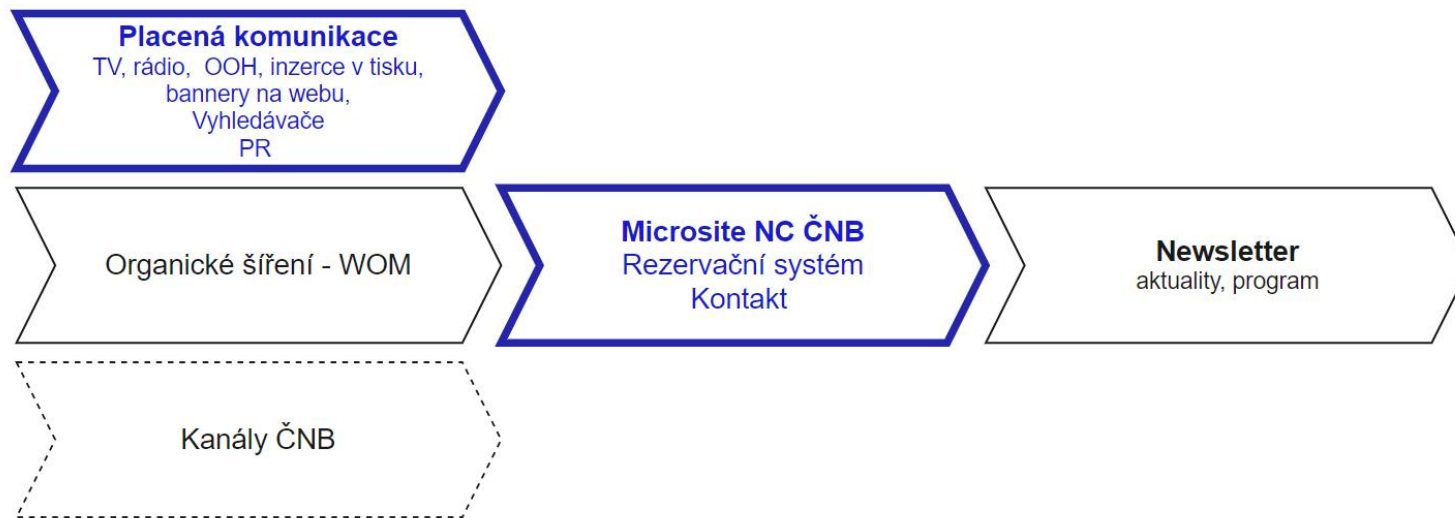 Placená komunikace
TV, rádio, OOH, inzerce v tisku,
bannery na webu,
Vyhledávače
PR
Organické šíření - WOM
Microsite NC ČNB
Rezervační systém
Kontakt
Newsletter
aktuality, program
Kanály ČNB